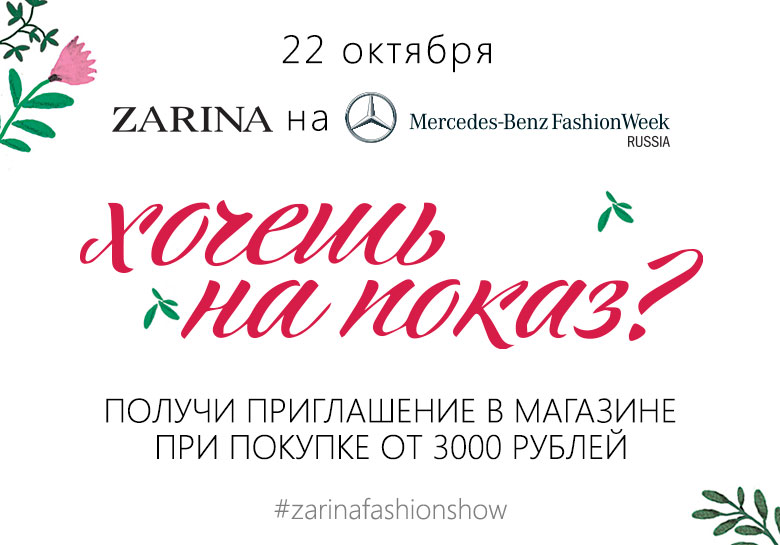 22 октября
ZARINA на Mercedes-Benz FashionWeek
RUSSIA
хочешь
на показ?
ПОЛУЧИ ПРИГЛАШЕНИЕ В МАГАЗИНЕ
ПРИ ПОКУПКЕ ОТ 3000 РУБЛЕЙ
#zarinafashionshow